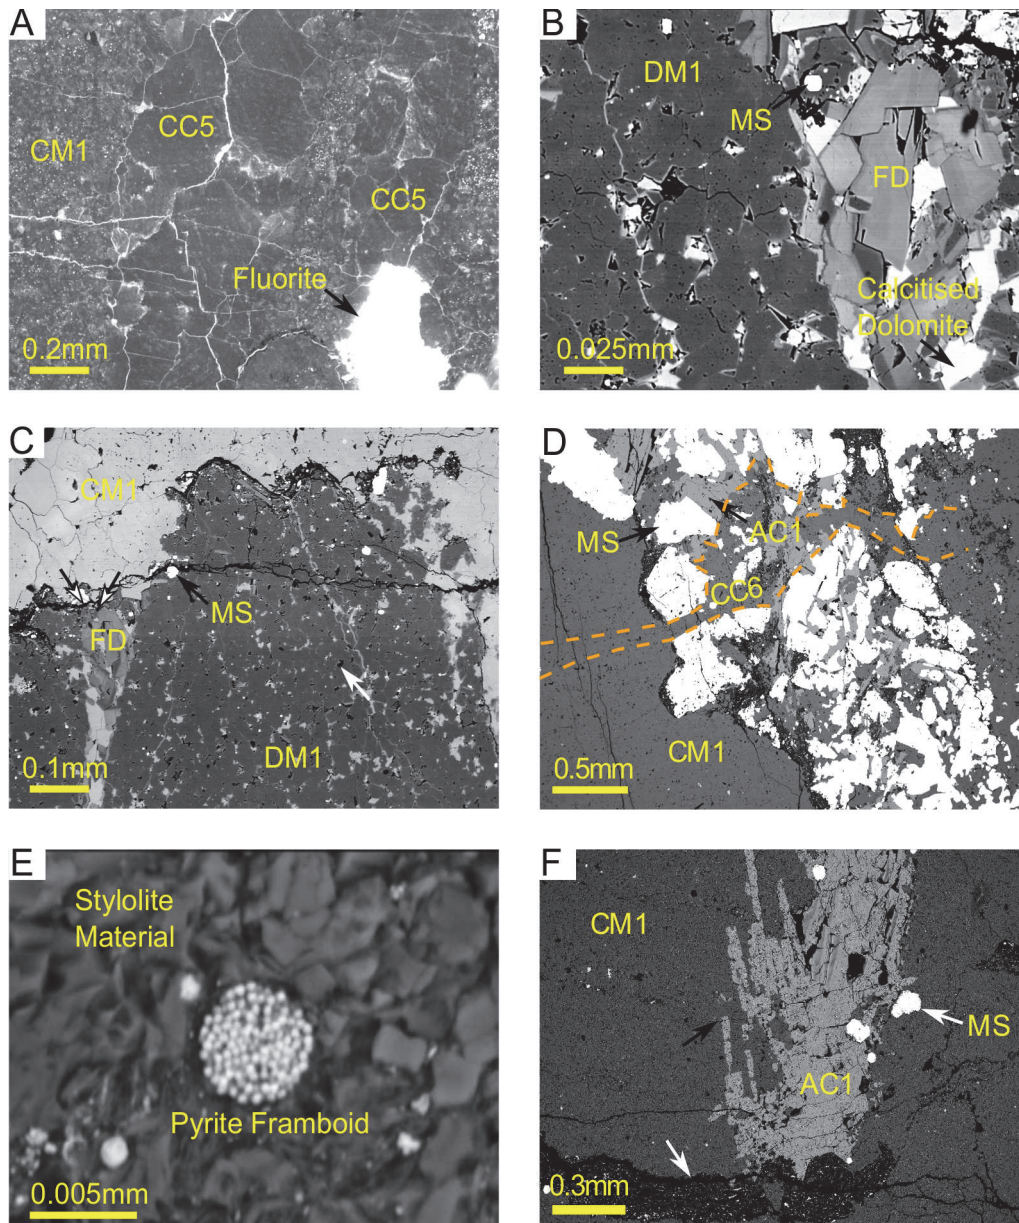 A
CC5
CM1
CC5
Fluorite
0.2mm
B
DM1
MS
FD
Calcitised
Dolomite
0.025mm
C
CM1
MS
FD
DM1
0.1mm
D
MS
AC1
CC6
CM1
0.5mm
E
Stylolite
Material
Pyrite Framboid
0.005mm
F
CM1
MS
AC1
0.3mm